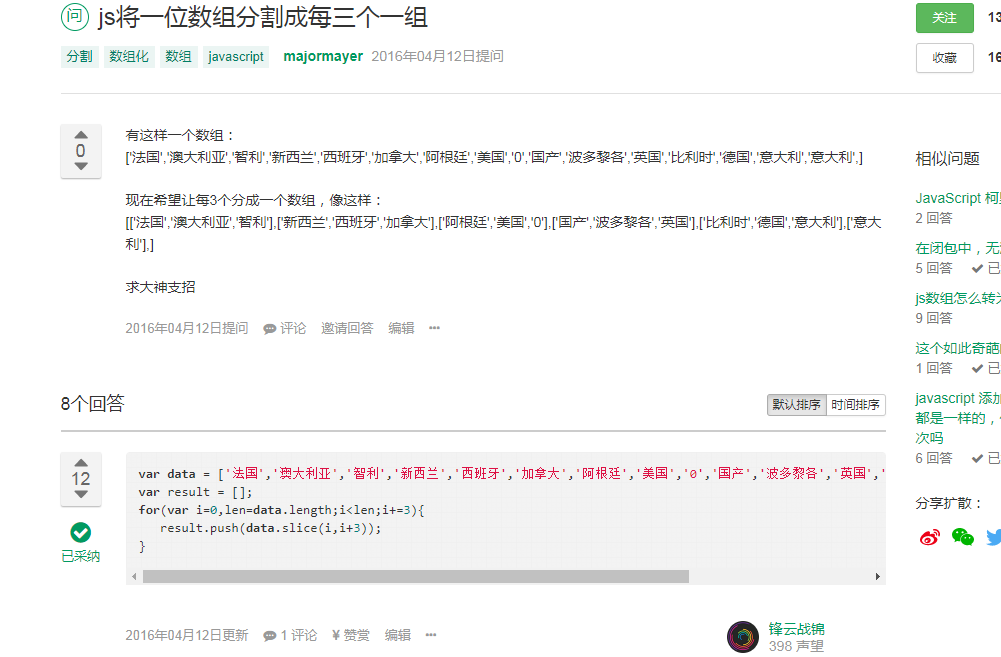 问 js将一位数组分割成每三个一组
分割 数组化 数组 javascript majormayer 2016年04月12日提问
关注
收藏
0
有这样一个数组：
['法国','澳大利亚','智利','新西兰','西班牙','加拿大','阿根廷','美国','0','国产','波多黎各','英国','比利时','德国','意大利','意大利',]
现在希望让每3个分成一个数组，像这样：
[['法国','澳大利亚','智利'],['新西兰','西班牙','加拿大'],['阿根廷','美国','0'],['国产','波多黎各','英国'],['比利时','德国','意大利'],['意大
利'],]
求大神支招
2016年04月12日提问 评论 邀请回答 编辑 •••
8个回答
默认排序 时间排序
12
已采纳
var data = ['法国','澳大利亚','智利','新西兰','西班牙','加拿大','阿根廷','美国','0','国产','波多黎各','英国','
var result = [];
for(var i=0,len=data.length;i<len;i+=3){
result.push(data.slice(i,i+3));
}
2016年04月12日更新 1 评论 ¥ 赞赏 编辑 •••
锋云战锦
398 声望
相似问题
JavaScript
2 回答
在闭包中，无
5 回答 已
js数组怎么转
9 回答
这个如此奇葩
1 回答 已
javascript 添加
都是一样的，
次吗
6 回答 已
分享扩散：